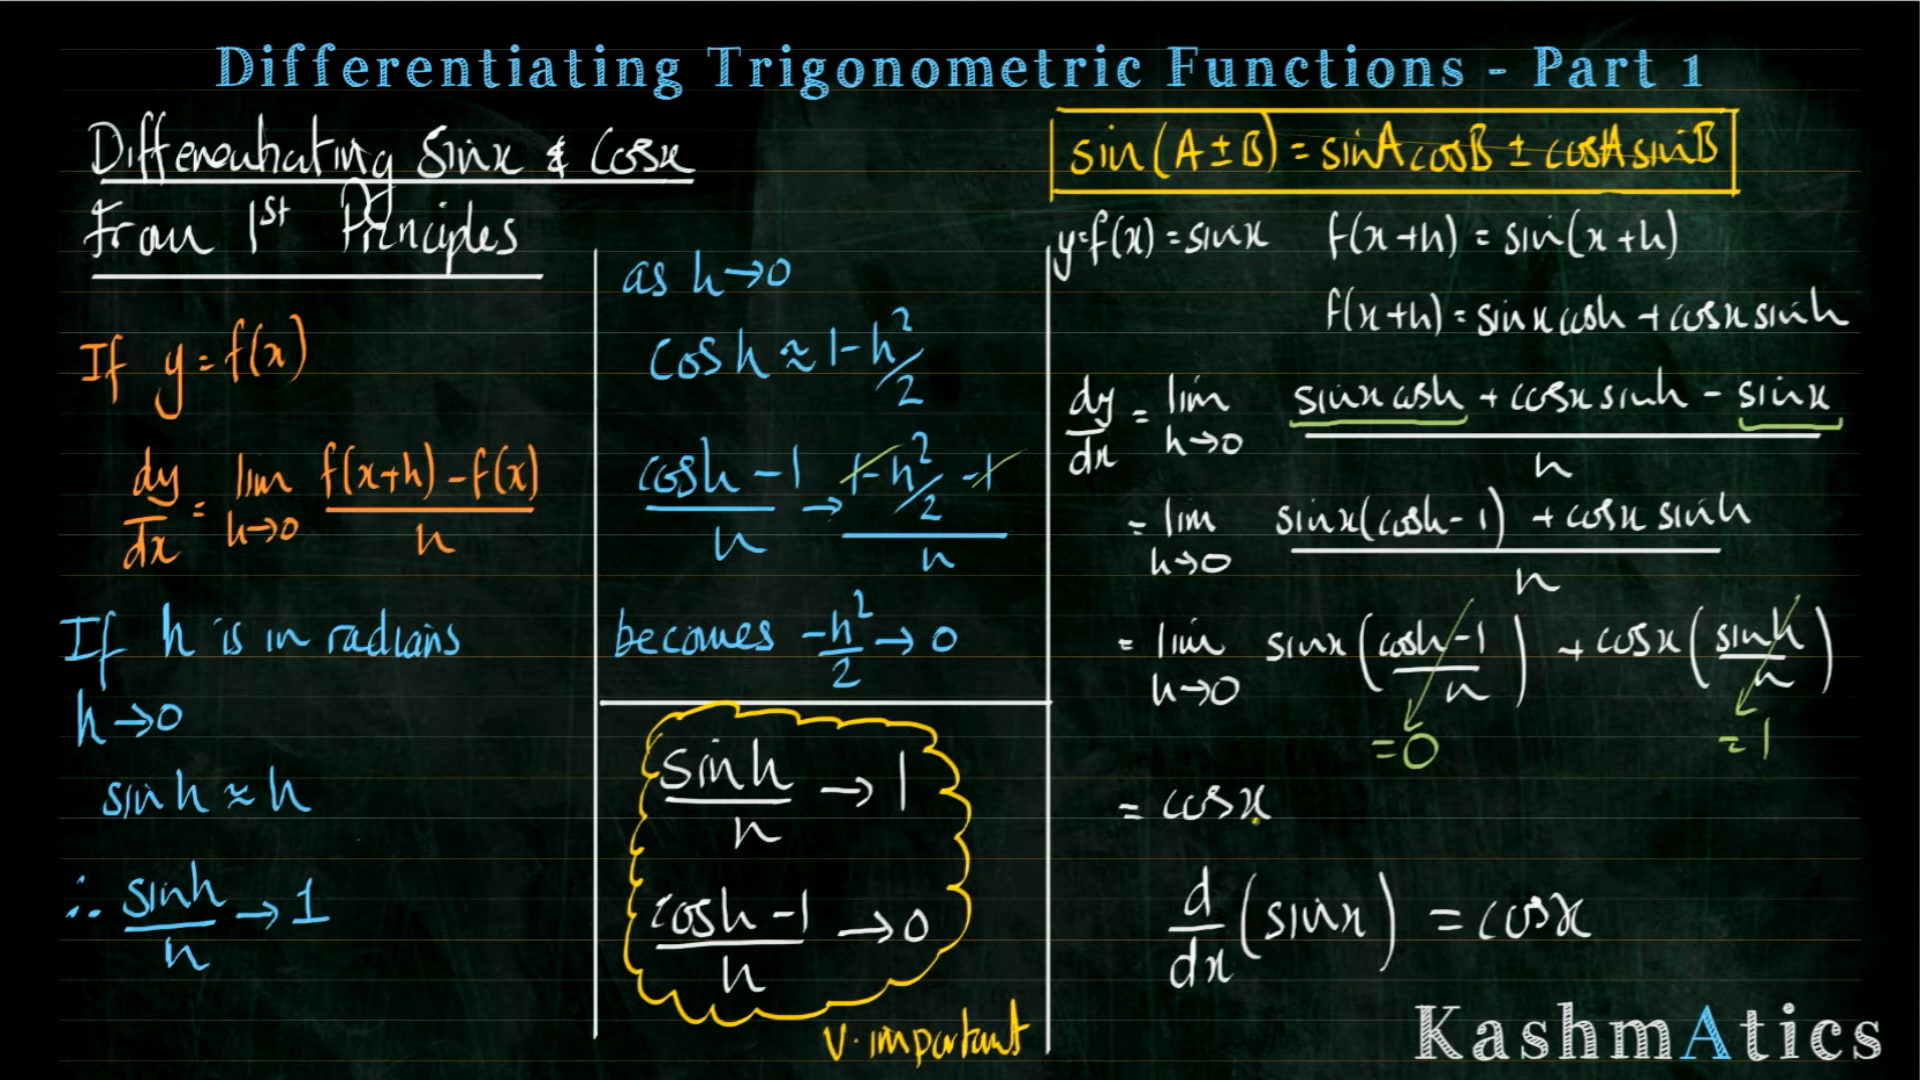 Differentiating Trigonometric Functions - Part 1
Differentiating Sinx & Cosx
From 1st Principles
If y = f(x)
dy/dx = lim h→0 (f(x+h) - f(x))/h
If h is in radians
h→0
sin h ≈ h
∴ sinh/h → 1
as h→0
cos h ≈ 1 - h²/2
(cosh - 1)/h → (1 - h²/2 - 1)/h
becomes -h²/2 → 0
sinh/h → 1
(cosh - 1)/h → 0
v. important
sin(A ± B) = sinA cosB ± cosA sinB
y = f(x) = sinx f(x+h) = sin(x+h)
f(x+h) = sinx cosh + cosx sinh
dy/dx = lim h→0 (sinx cosh + cosx sinh - sinx)/h
= lim h→0 (sinx(cosh - 1) + cosx sinh)/h
= lim h→0 sinx((cosh - 1)/h) + cosx(sinh/h)
=0 =1
= cosx
d/dx (sinx) = cosx
KashmAtics